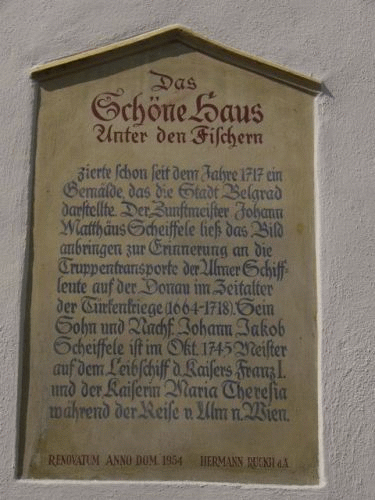 Das
Schöne Haus
Unter den Fischern
zierte schon seit dem Jahre 1717 ein
Gemälde, das die Stadt Belgrad
darstellte. Der Zunftmeister Johann
Matthäus Scheiffele ließ das Bild
anbringen zur Erinnerung an die
Truppentransporte der Ulmer Schiff-
leute auf der Donau im Zeitalter
der Türkenkriege (1664-1718). Sein
Sohn und Nachf. Johann Jakob
Scheiffele ist im Okt. 1745 Meister
auf dem Leibschiff d. Kaisers Franz I.
und der Kaiserin Maria Theresia
während der Reise v. Ulm n. Wien.
RENOVATUM ANNO DOM. 1954 HERMANN RUCKH d.Ä.